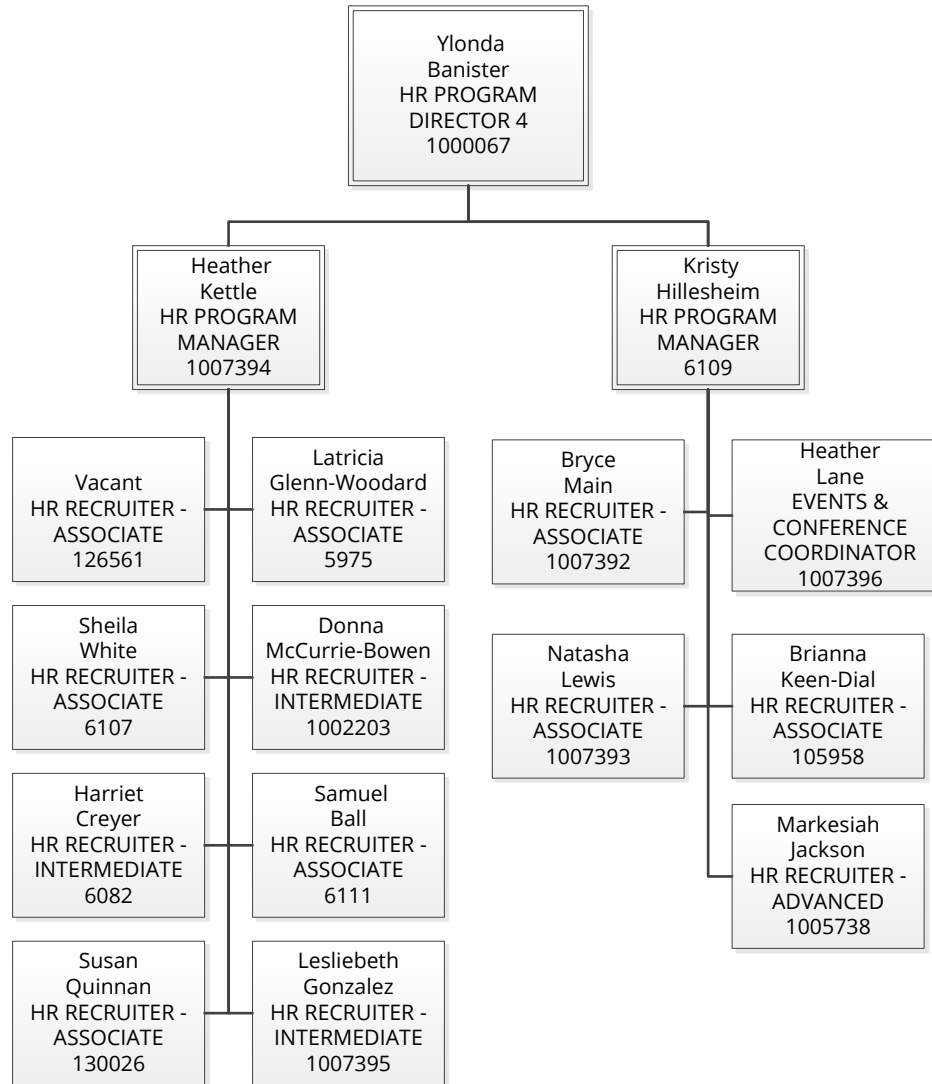 Ylonda
Banister
HR PROGRAM
DIRECTOR 4
1000067
Heather
Kettle
HR PROGRAM
MANAGER
1007394
Kristy
Hillesheim
HR PROGRAM
MANAGER
6109
Vacant
HR RECRUITER -
ASSOCIATE
126561
Latricia
Glenn-Woodard
HR RECRUITER -
ASSOCIATE
5975
Bryce
Main
HR RECRUITER -
ASSOCIATE
1007392
Heather
Lane
EVENTS &
CONFERENCE
COORDINATOR
1007396
Sheila
White
HR RECRUITER -
ASSOCIATE
6107
Donna
McCurrie-Bowen
HR RECRUITER -
INTERMEDIATE
1002203
Natasha
Lewis
HR RECRUITER -
ASSOCIATE
1007393
Brianna
Keen-Dial
HR RECRUITER -
ASSOCIATE
105958
Harriet
Creyer
HR RECRUITER -
INTERMEDIATE
6082
Samuel
Ball
HR RECRUITER -
ASSOCIATE
6111
Markesiah
Jackson
HR RECRUITER -
ADVANCED
1005738
Susan
Quinnan
HR RECRUITER -
ASSOCIATE
130026
Lesliebeth
Gonzalez
HR RECRUITER -
INTERMEDIATE
1007395